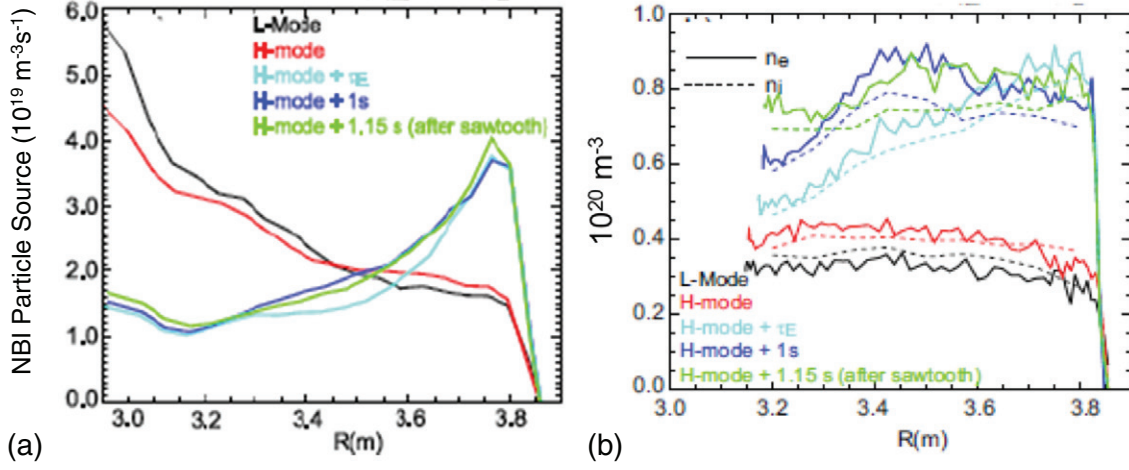 NBI Particle Source (10¹⁹ m⁻³s⁻¹)
6.0
5.0
4.0
3.0
2.0
1.0
0.0
L-Mode
H-mode
H-mode + τE
H-mode + 1s
H-mode + 1.15 s (after sawtooth)
3.0 3.2 3.4 3.6 3.8
R(m)
(a)
10²⁰ m⁻³
1.0
0.8
0.6
0.4
0.2
0.0
ne
ni
L-Mode
H-mode
H-mode + τE
H-mode + 1s
H-mode + 1.15 s (after sawtooth)
3.0 3.2 3.4 3.6 3.8 4.0
R(m)
(b)